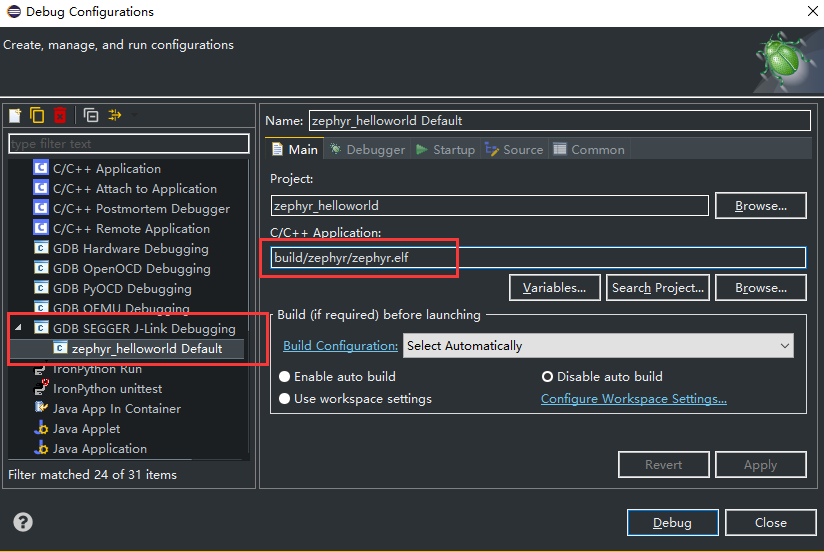 Debug Configurations
Create, manage, and run configurations
type filter text
C/C++ Application
C/C++ Attach to Application
C/C++ Postmortem Debugger
C/C++ Remote Application
GDB Hardware Debugging
GDB OpenOCD Debugging
GDB PyOCD Debugging
GDB QEMU Debugging
GDB SEGGER J-Link Debugging
zephyr_helloworld Default
IronPython Run
IronPython unittest
Java App In Container
Java Applet
Java Application
Filter matched 24 of 31 items
Name: zephyr_helloworld Default
Main Debugger Startup Source Common
Project:
zephyr_helloworld Browse...
C/C++ Application:
build/zephyr/zephyr.elf
Variables... Search Project... Browse...
Build (if required) before launching
Build Configuration: Select Automatically
Enable auto build Disable auto build
Use workspace settings Configure Workspace Settings...
Revert Apply
Debug Close